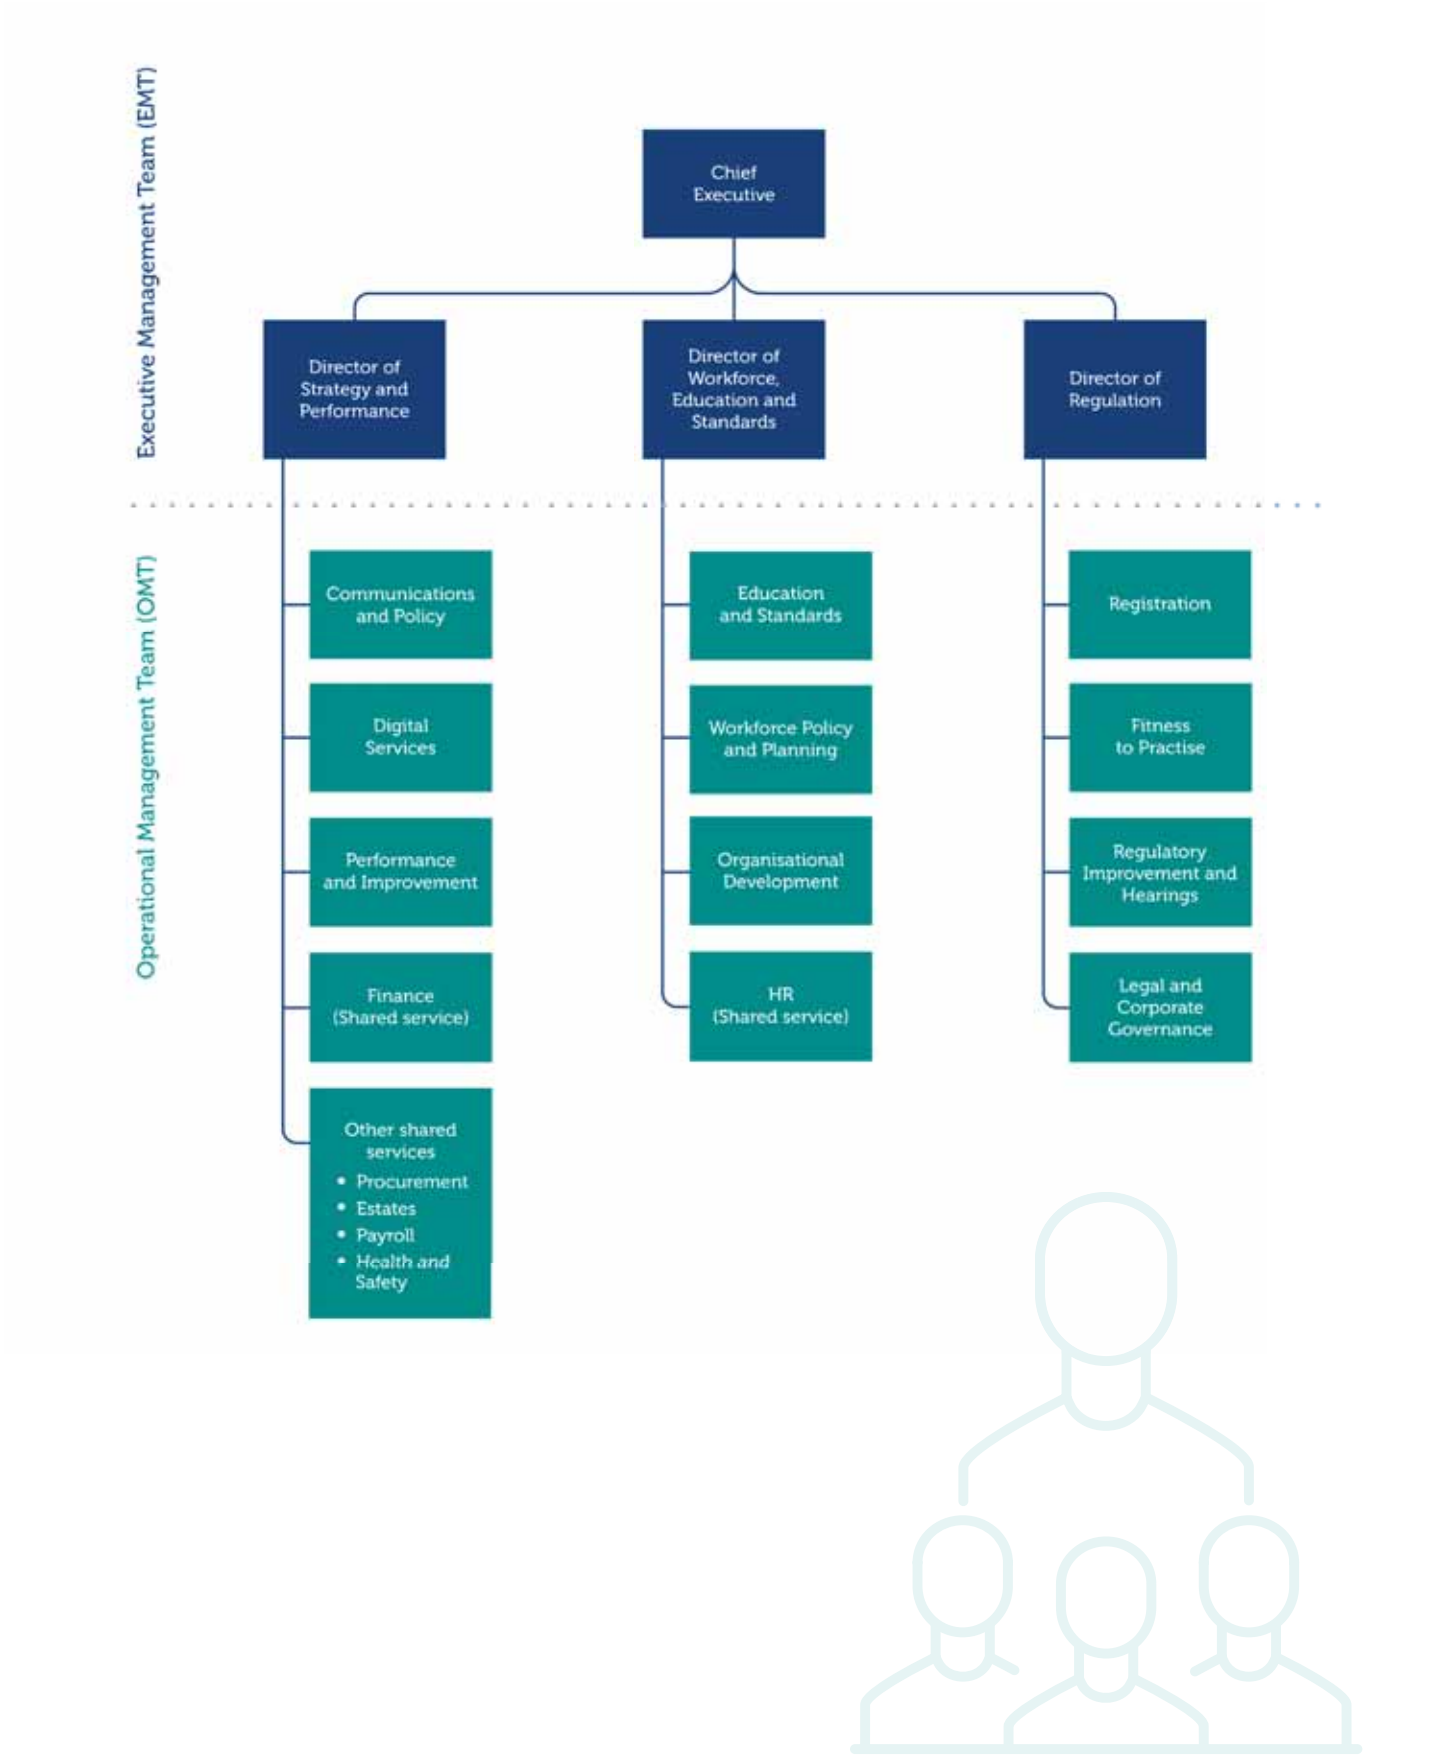 Executive Management Team (EMT)
Chief
Executive
Director of
Strategy and
Performance
Director of
Workforce,
Education and
Standards
Director of
Regulation
Operational Management Team (OMT)
Communications
and Policy
Digital
Services
Performance
and Improvement
Finance
(Shared service)
Other shared
services
• Procurement
• Estates
• Payroll
• Health and
Safety
Education
and Standards
Workforce Policy
and Planning
Organisational
Development
HR
(Shared service)
Registration
Fitness
to Practise
Regulatory
Improvement and
Hearings
Legal and
Corporate
Governance